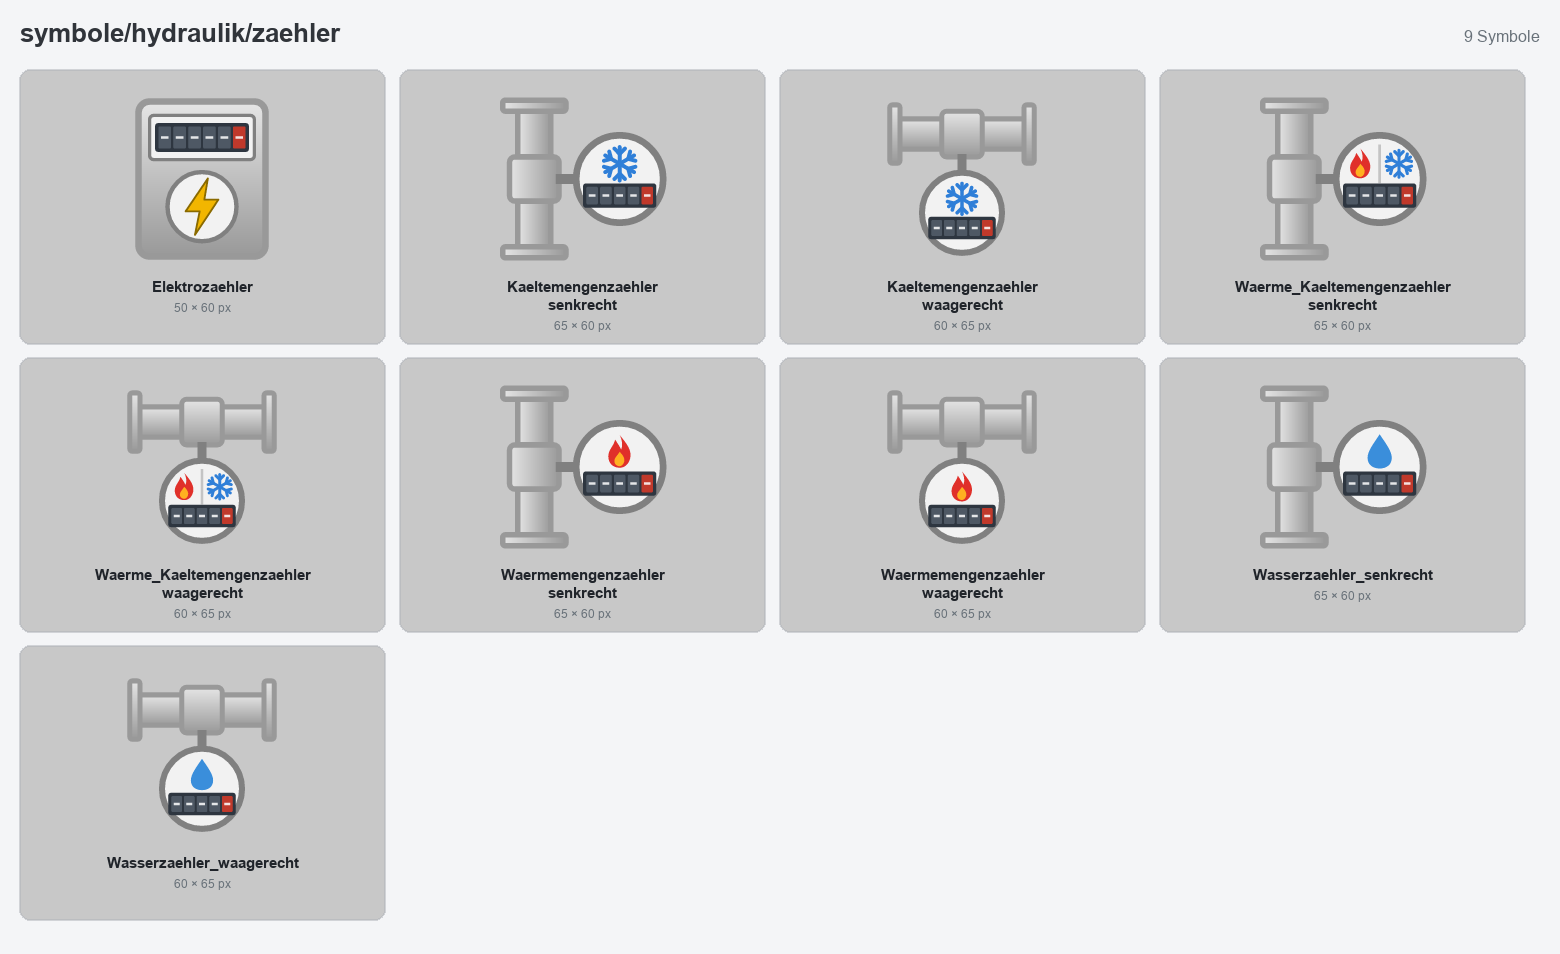 symbole/hydraulik/zaehler
9 Symbole
Elektrozaehler
50 × 60 px
Kaeltemengenzaehler
senkrecht
65 × 60 px
Kaeltemengenzaehler
waagerecht
60 × 65 px
Waerme_Kaeltemengenzaehler
senkrecht
65 × 60 px
Waerme_Kaeltemengenzaehler
waagerecht
60 × 65 px
Waermemengenzaehler
senkrecht
65 × 60 px
Waermemengenzaehler
waagerecht
60 × 65 px
Wasserzaehler_senkrecht
65 × 60 px
Wasserzaehler_waagerecht
60 × 65 px